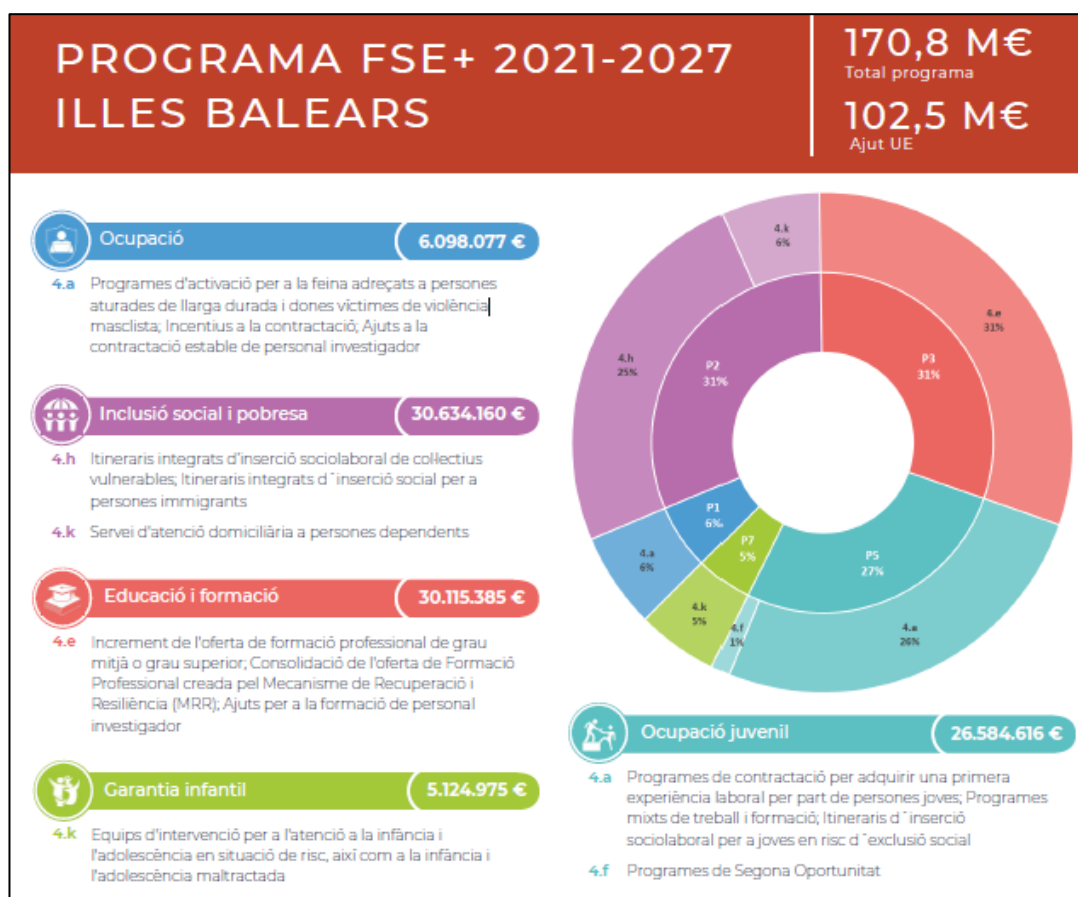 PROGRAMA FSE+ 2021-2027
ILLES BALEARS
170,8 M€
Total programa
102,5 M€
Ajut UE
Ocupació
6.098.077 €
4.a Programes d'activació per a la feina adreçats a persones
aturades de llarga durada i dones víctimes de violència
masclista; Incentius a la contractació; Ajuts a la
contractació estable de personal investigador
Inclusió social i pobresa
30.634.160 €
4.h Itineraris integrats d'inserció sociolaboral de col·lectius
vulnerables; Itineraris integrats d´inserció social per a
persones immigrants
4.k Servei d'atenció domiciliària a persones dependents
Educació i formació
30.115.385 €
4.e Increment de l'oferta de formació professional de grau
mitjà o grau superior; Consolidació de l'oferta de Formació
Professional creada pel Mecanisme de Recuperació i
Resiliència (MRR); Ajuts per a la formació de personal
investigador
Garantia infantil
5.124.975 €
4.k Equips d'intervenció per a l'atenció a la infància i
l'adolescència en situació de risc, així com a la infància i
l'adolescència maltractada
4.k
6%
4.e
31%
4.h
25%
P2
31%
P3
31%
P1
6%
P7
5%
P5
27%
4.a
6%
4.k
5%
4.f
1%
4.a
26%
Ocupació juvenil
26.584.616 €
4.a Programes de contractació per adquirir una primera
experiència laboral per part de persones joves; Programes
mixts de treball i formació; Itineraris d´inserció
sociolaboral per a joves en risc d´exclusió social
4.f Programes de Segona Oportunitat